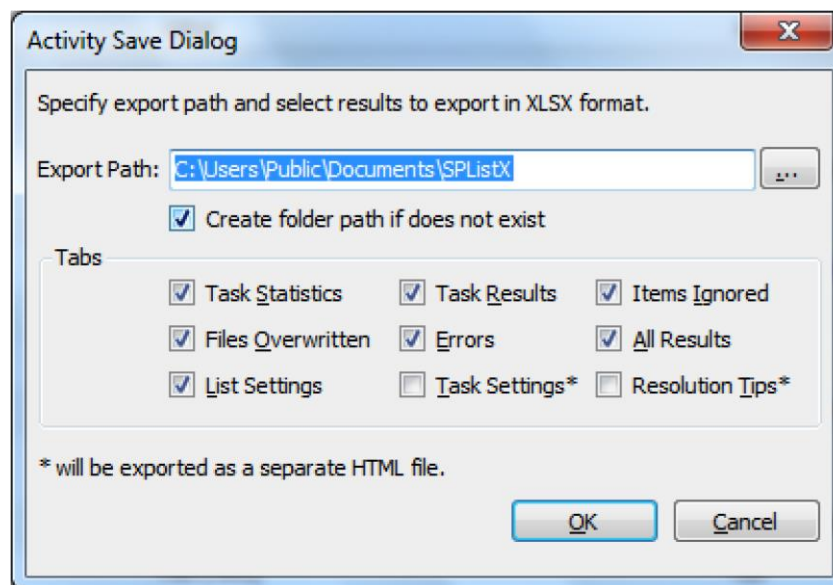 Activity Save Dialog
Specify export path and select results to export in XLSX format.
Export Path: C:\Users\Public\Documents\SPListX ...
Create folder path if does not exist
Tabs
Task Statistics Task Results Items Ignored
Files Overwritten Errors All Results
List Settings Task Settings* Resolution Tips*
* will be exported as a separate HTML file.
OK Cancel